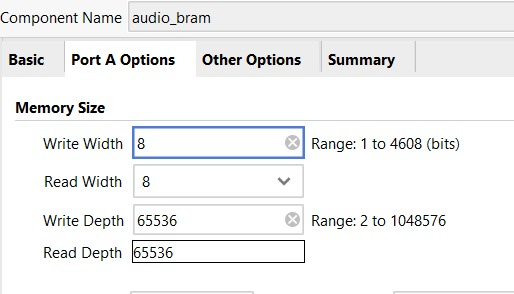 Component Name audio_bram
Basic Port A Options Other Options Summary
Memory Size
Write Width 8 Range: 1 to 4608 (bits)
Read Width 8
Write Depth 65536 Range: 2 to 1048576
Read Depth 65536